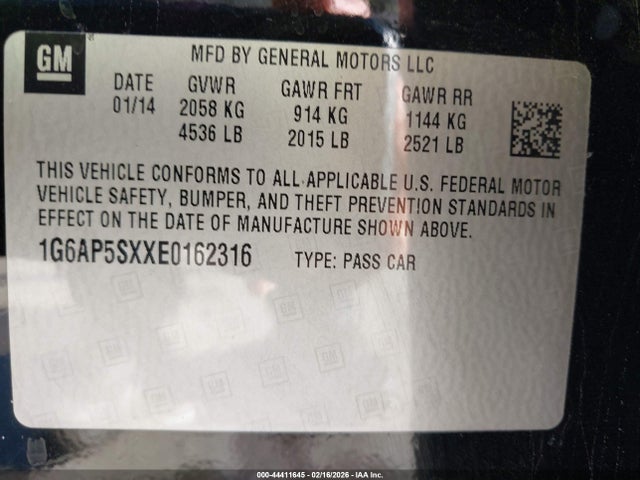 GM
MFD BY GENERAL MOTORS LLC
DATE GVWR GAWR FRT GAWR RR
01/14 2058 KG 914 KG 1144 KG
4536 LB 2015 LB 2521 LB
THIS VEHICLE CONFORMS TO ALL APPLICABLE U.S. FEDERAL MOTOR
VEHICLE SAFETY, BUMPER, AND THEFT PREVENTION STANDARDS IN
EFFECT ON THE DATE OF MANUFACTURE SHOWN ABOVE.
1G6AP5SXXE0162316 TYPE: PASS CAR
000-44411645 - 02/16/2026 - IAA Inc.